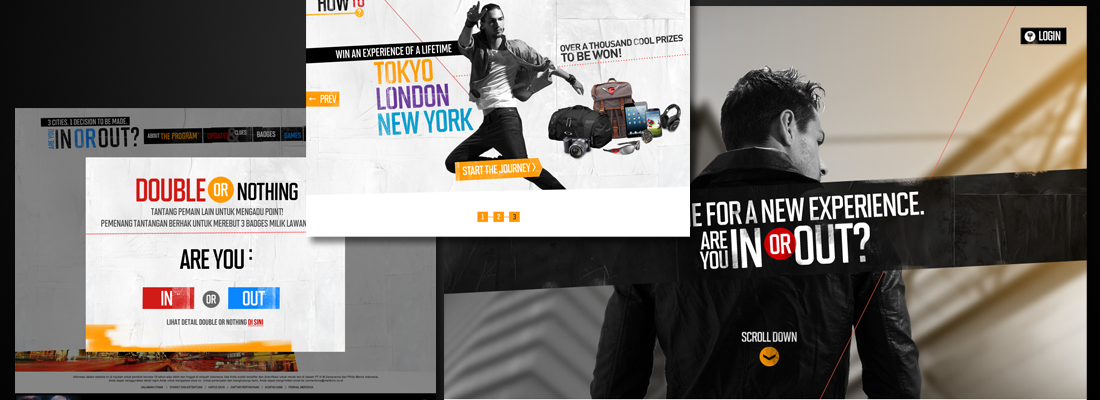 3 CITIES. 1 DECISION TO BE MADE.
ARE YOU
IN OR OUT?
ABOUT THE PROGRAM
UPDATES & CLUES
BADGES
GAMES
DOUBLE OR NOTHING
TANTANG PEMAIN LAIN UNTUK MENGADU POINT!
PEMENANG TANTANGAN BERHAK UNTUK MEREBUT 3 BADGES MILIK LAWAN
ARE YOU :
IN OR OUT
LIHAT DETAIL DOUBLE OR NOTHING DI SINI
HOW TO
WIN AN EXPERIENCE OF A LIFETIME
TOKYO
LONDON
NEW YORK
← PREV
OVER A THOUSAND COOL PRIZES
TO BE WON!
START THE JOURNEY >
1 2 3
LOGIN
E FOR A NEW EXPERIENCE.
ARE YOU
IN OR OUT?
SCROLL DOWN